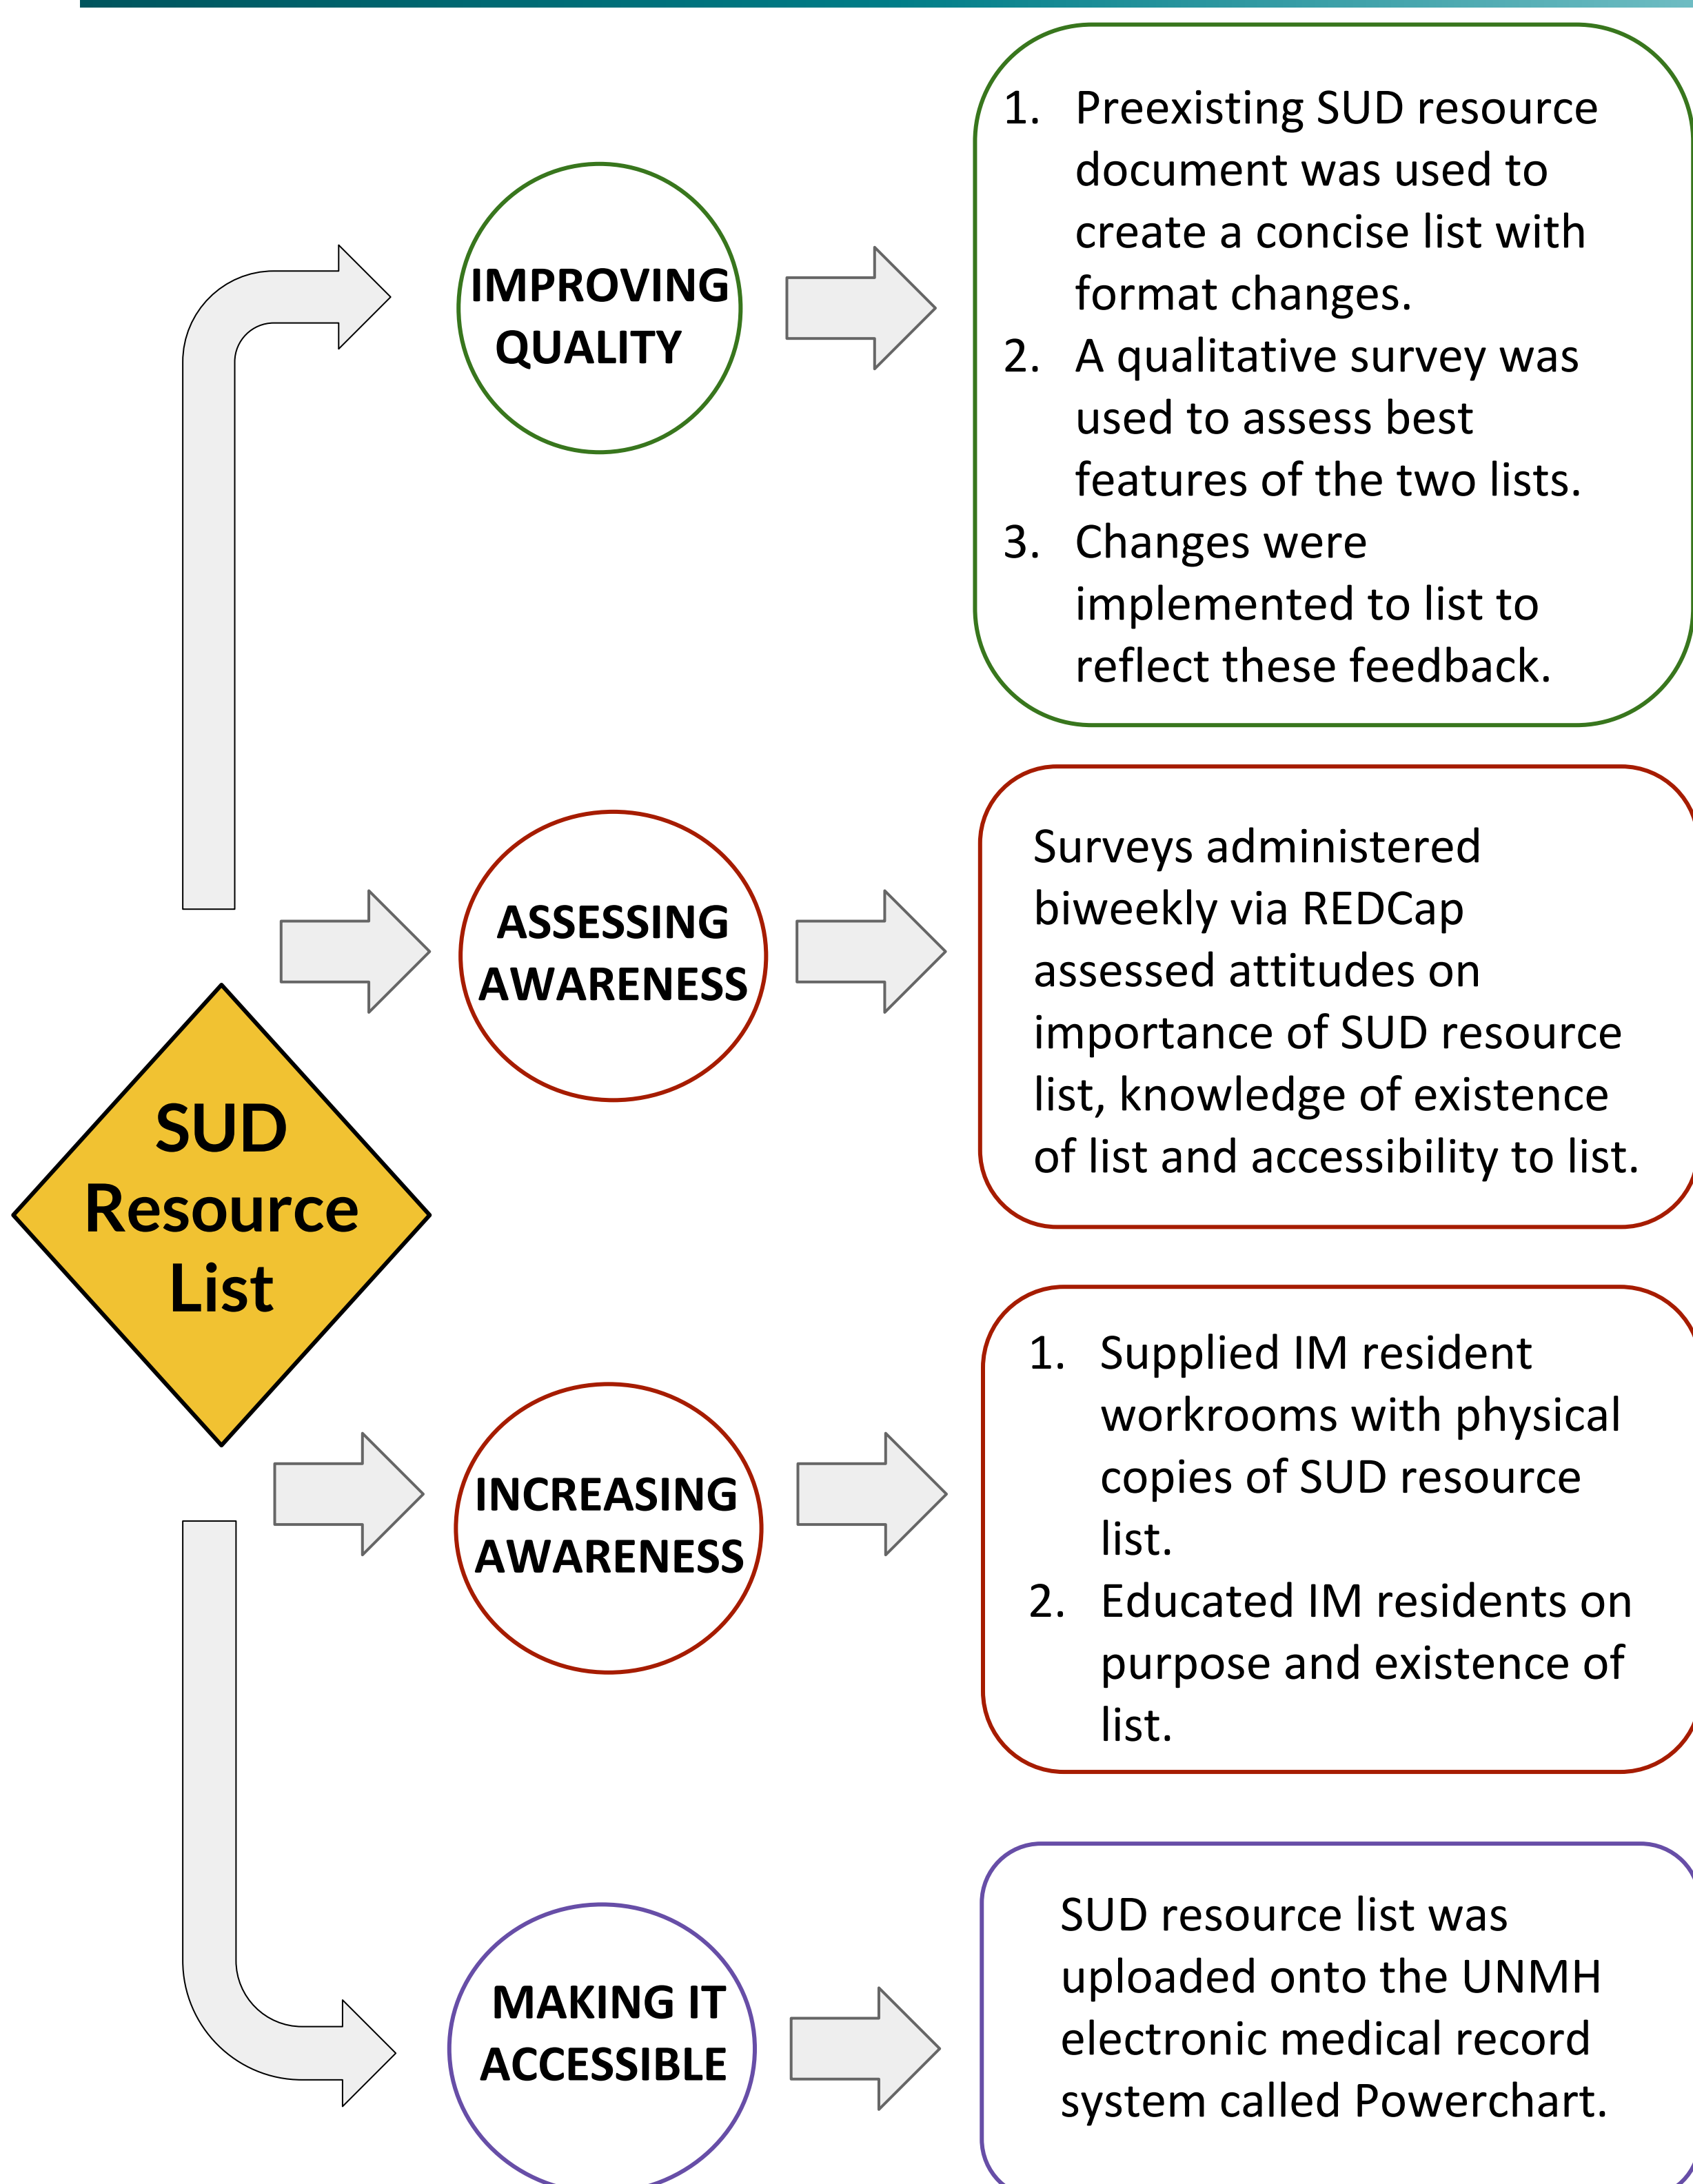 IMPROVING
QUALITY
1. Preexisting SUD resource
document was used to
create a concise list with
format changes.
2. A qualitative survey was
used to assess best
features of the two lists.
3. Changes were
implemented to list to
reflect these feedback.
ASSESSING
AWARENESS
Surveys administered
biweekly via REDCap
assessed attitudes on
importance of SUD resource
list, knowledge of existence
of list and accessibility to list.
SUD
Resource
List
INCREASING
AWARENESS
1. Supplied IM resident
workrooms with physical
copies of SUD resource
list.
2. Educated IM residents on
purpose and existence of
list.
MAKING IT
ACCESSIBLE
SUD resource list was
uploaded onto the UNMH
electronic medical record
system called Powerchart.